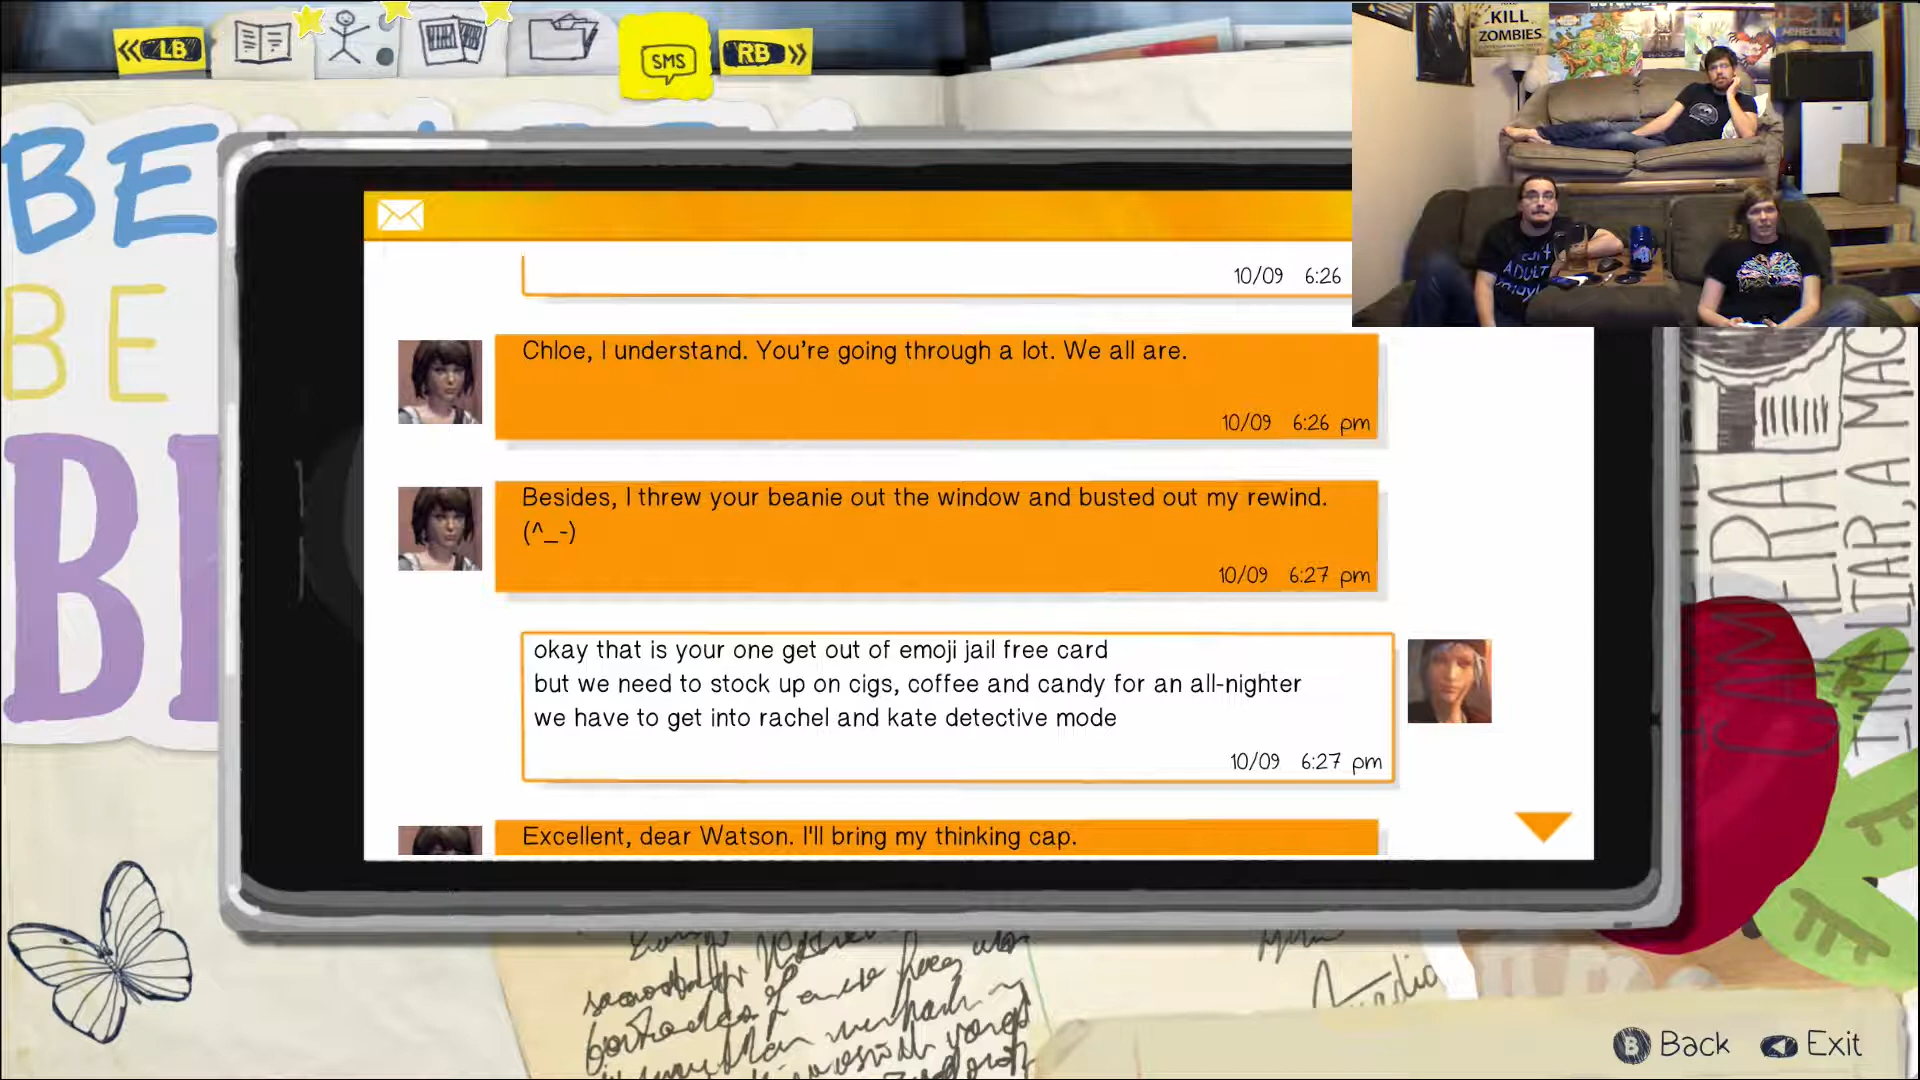 LB
SMS
RB
KILL
ZOMBIES
MINECRAFT
BE
BE
10/09 6:26
Chloe, I understand. You're going through a lot. We all are.
10/09 6:26 pm
Besides, I threw your beanie out the window and busted out my rewind.
(^_-)
10/09 6:27 pm
okay that is your one get out of emoji jail free card
but we need to stock up on cigs, coffee and candy for an all-nighter
we have to get into rachel and kate detective mode
10/09 6:27 pm
Excellent, dear Watson. I'll bring my thinking cap.
CAMERA
LIAR, A MAG
B Back
Exit